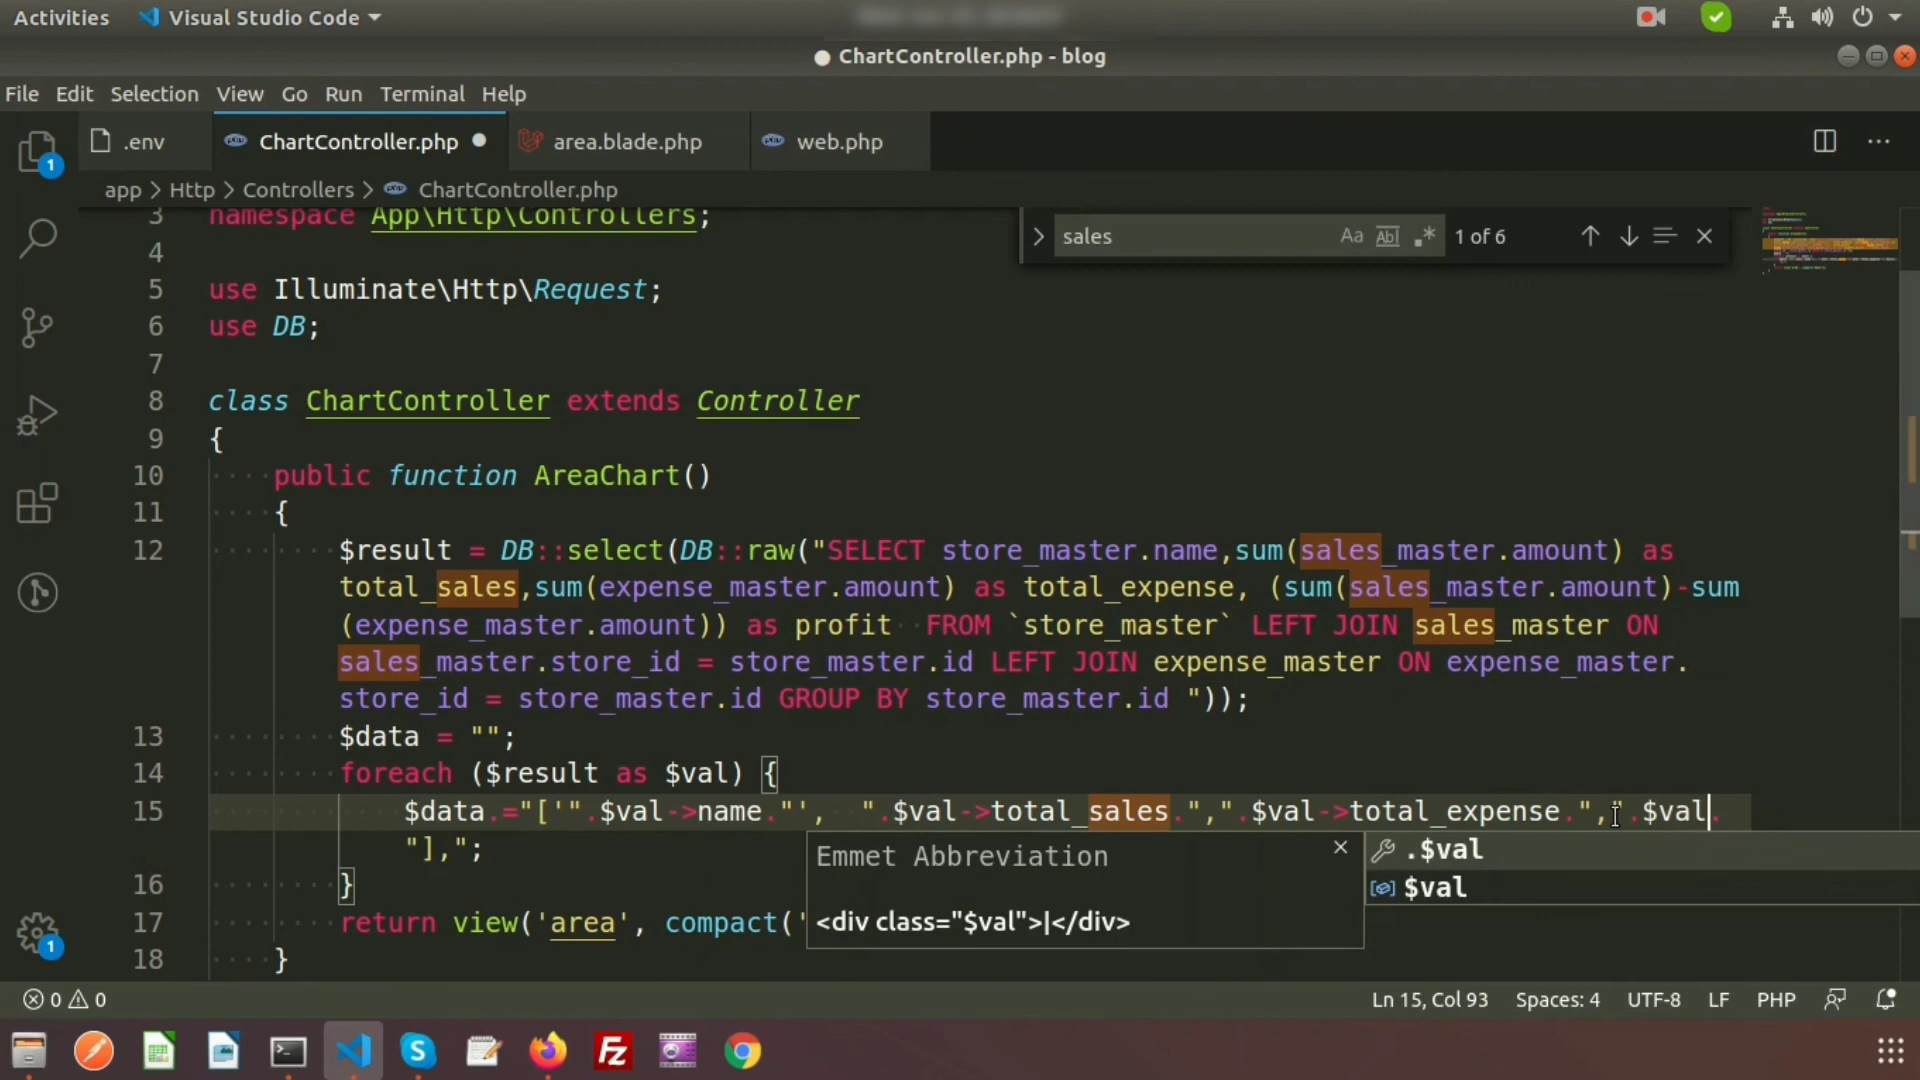 Activities Visual Studio Code
ChartController.php - blog
File Edit Selection View Go Run Terminal Help
.env ChartController.php area.blade.php web.php
app > Http > Controllers > ChartController.php
sales Aa Abl .* 1 of 6
3 namespace App\Http\Controllers;
4
5 use Illuminate\Http\Request;
6 use DB;
7
8 class ChartController extends Controller
9 {
10 public function AreaChart()
11 {
12 $result = DB::select(DB::raw("SELECT store_master.name,sum(sales_master.amount) as
total_sales,sum(expense_master.amount) as total_expense, (sum(sales_master.amount)-sum
(expense_master.amount)) as profit  FROM `store_master` LEFT JOIN sales_master ON
sales_master.store_id = store_master.id LEFT JOIN expense_master ON expense_master.
store_id = store_master.id GROUP BY store_master.id "));
13 $data = "";
14 foreach ($result as $val) {
15 $data.="['".$val->name."',  ".$val->total_sales.",".$val->total_expense.",".$val.
"],";
Emmet Abbreviation
<div class="$val">|</div>
.$val
$val
16 }
17 return view('area', compact('
18 }
0 0 Ln 15, Col 93 Spaces: 4 UTF-8 LF PHP